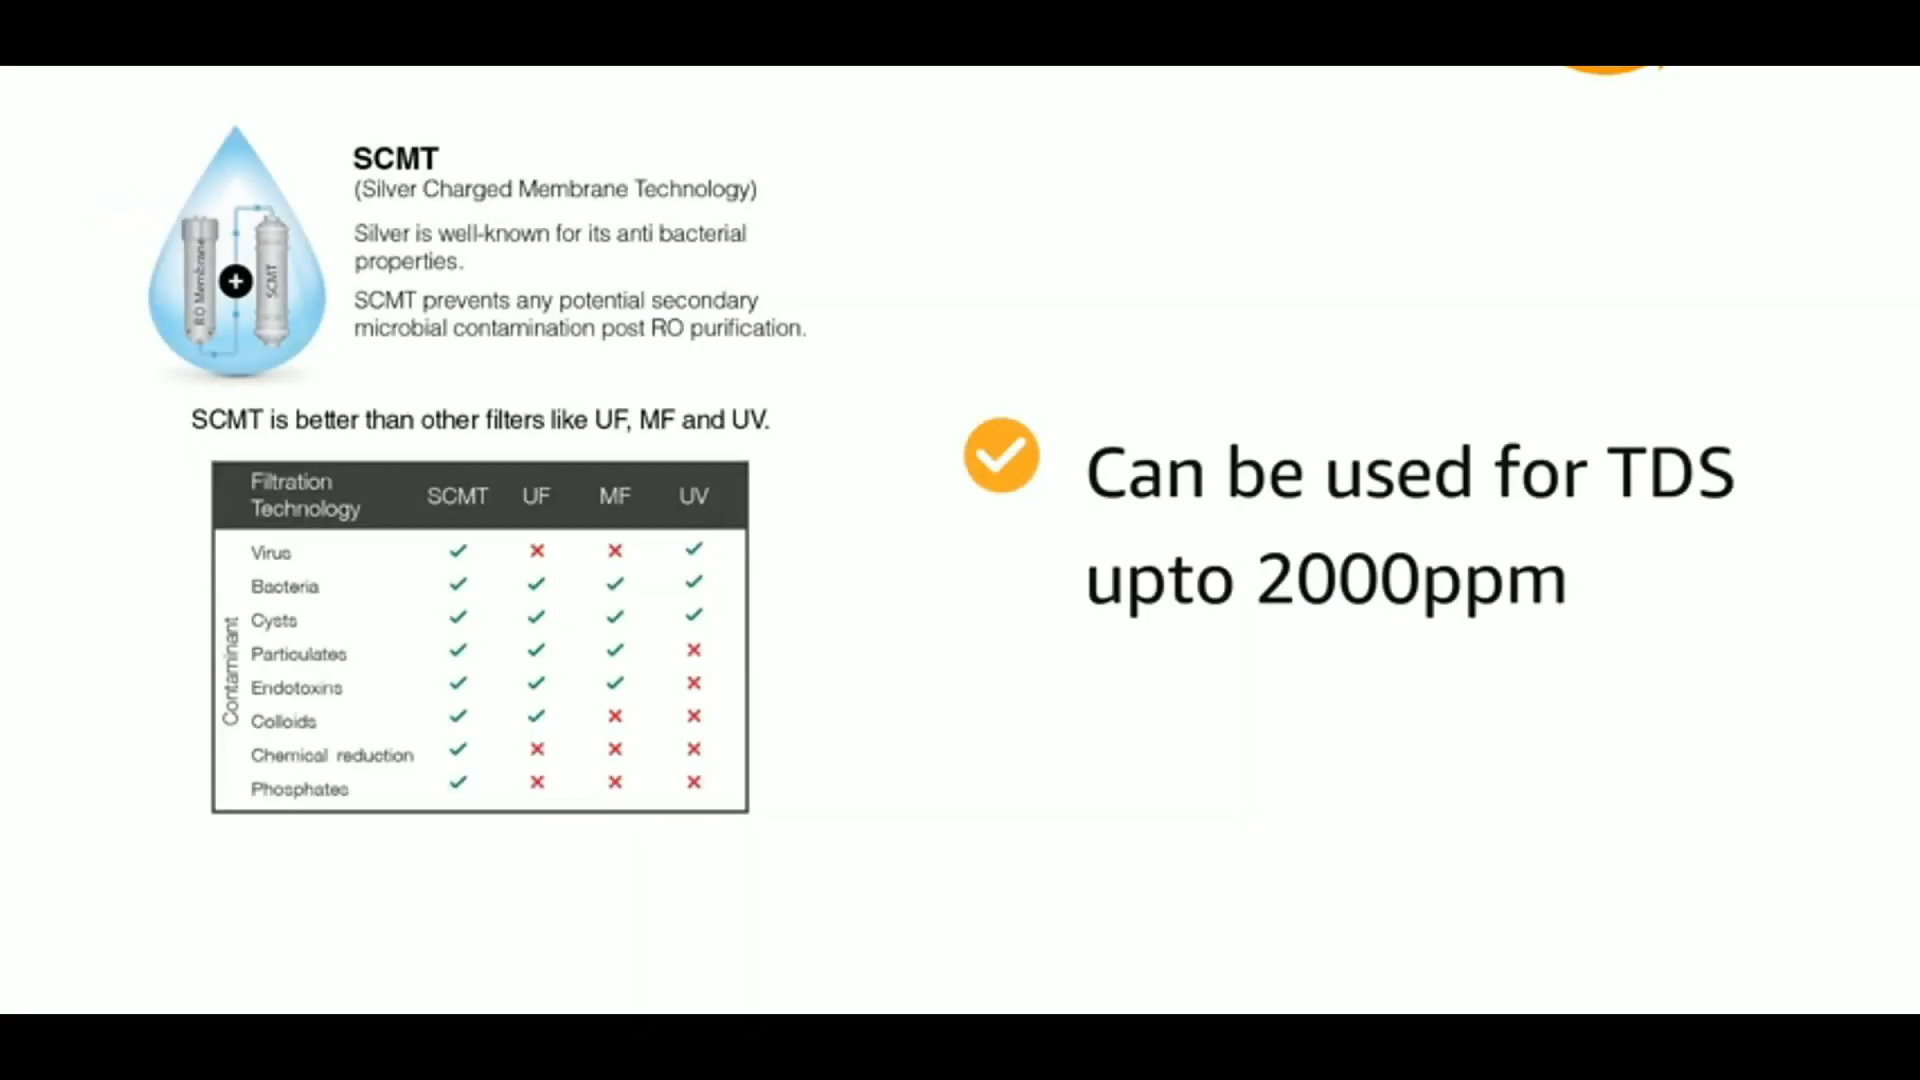 SCMT
(Silver Charged Membrane Technology)
Silver is well-known for its anti bacterial
properties.
SCMT prevents any potential secondary
microbial contamination post RO purification.
RO Membrane
+
SCMT
SCMT is better than other filters like UF, MF and UV.
Filtration
Technology
SCMT UF MF UV
Contaminant
Virus ✓ ✗ ✗ ✓
Bacteria ✓ ✓ ✓ ✓
Cysts ✓ ✓ ✓ ✓
Particulates ✓ ✓ ✓ ✗
Endotoxins ✓ ✓ ✓ ✗
Colloids ✓ ✓ ✗ ✗
Chemical reduction ✓ ✗ ✗ ✗
Phosphates ✓ ✗ ✗ ✗
Can be used for TDS
upto 2000ppm